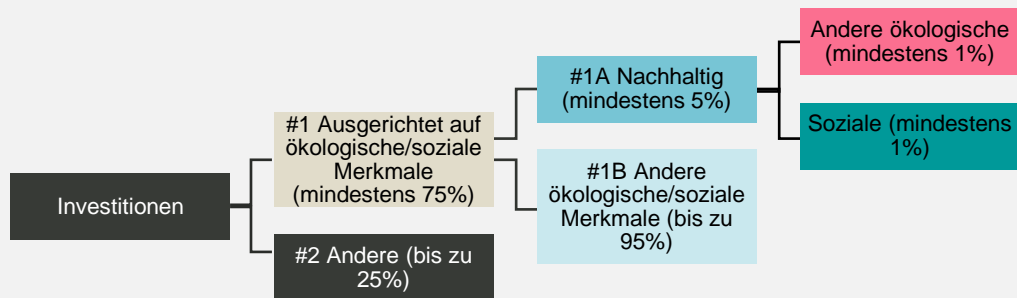 Investitionen
#1 Ausgerichtet auf
ökologische/soziale
Merkmale
(mindestens 75%)
#2 Andere (bis zu
25%)
#1A Nachhaltig
(mindestens 5%)
#1B Andere
ökologische/soziale
Merkmale (bis zu
95%)
Andere ökologische
(mindestens 1%)
Soziale (mindestens
1%)